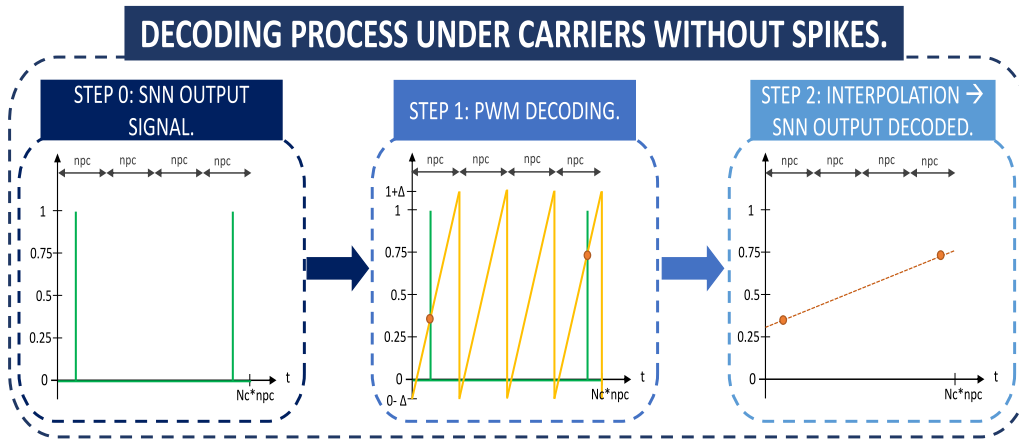 DECODING PROCESS UNDER CARRIERS WITHOUT SPIKES.
STEP 0: SNN OUTPUT
SIGNAL.
npc npc npc npc
1
0.75
0.5
0.25
0
t
Nc*npc
STEP 1: PWM DECODING.
npc npc npc npc
1+Δ
1
0.75
0.5
0.25
0
0- Δ
t
Nc*npc
STEP 2: INTERPOLATION →
SNN OUTPUT DECODED.
npc npc npc npc
1
0.75
0.5
0.25
0
t
Nc*npc